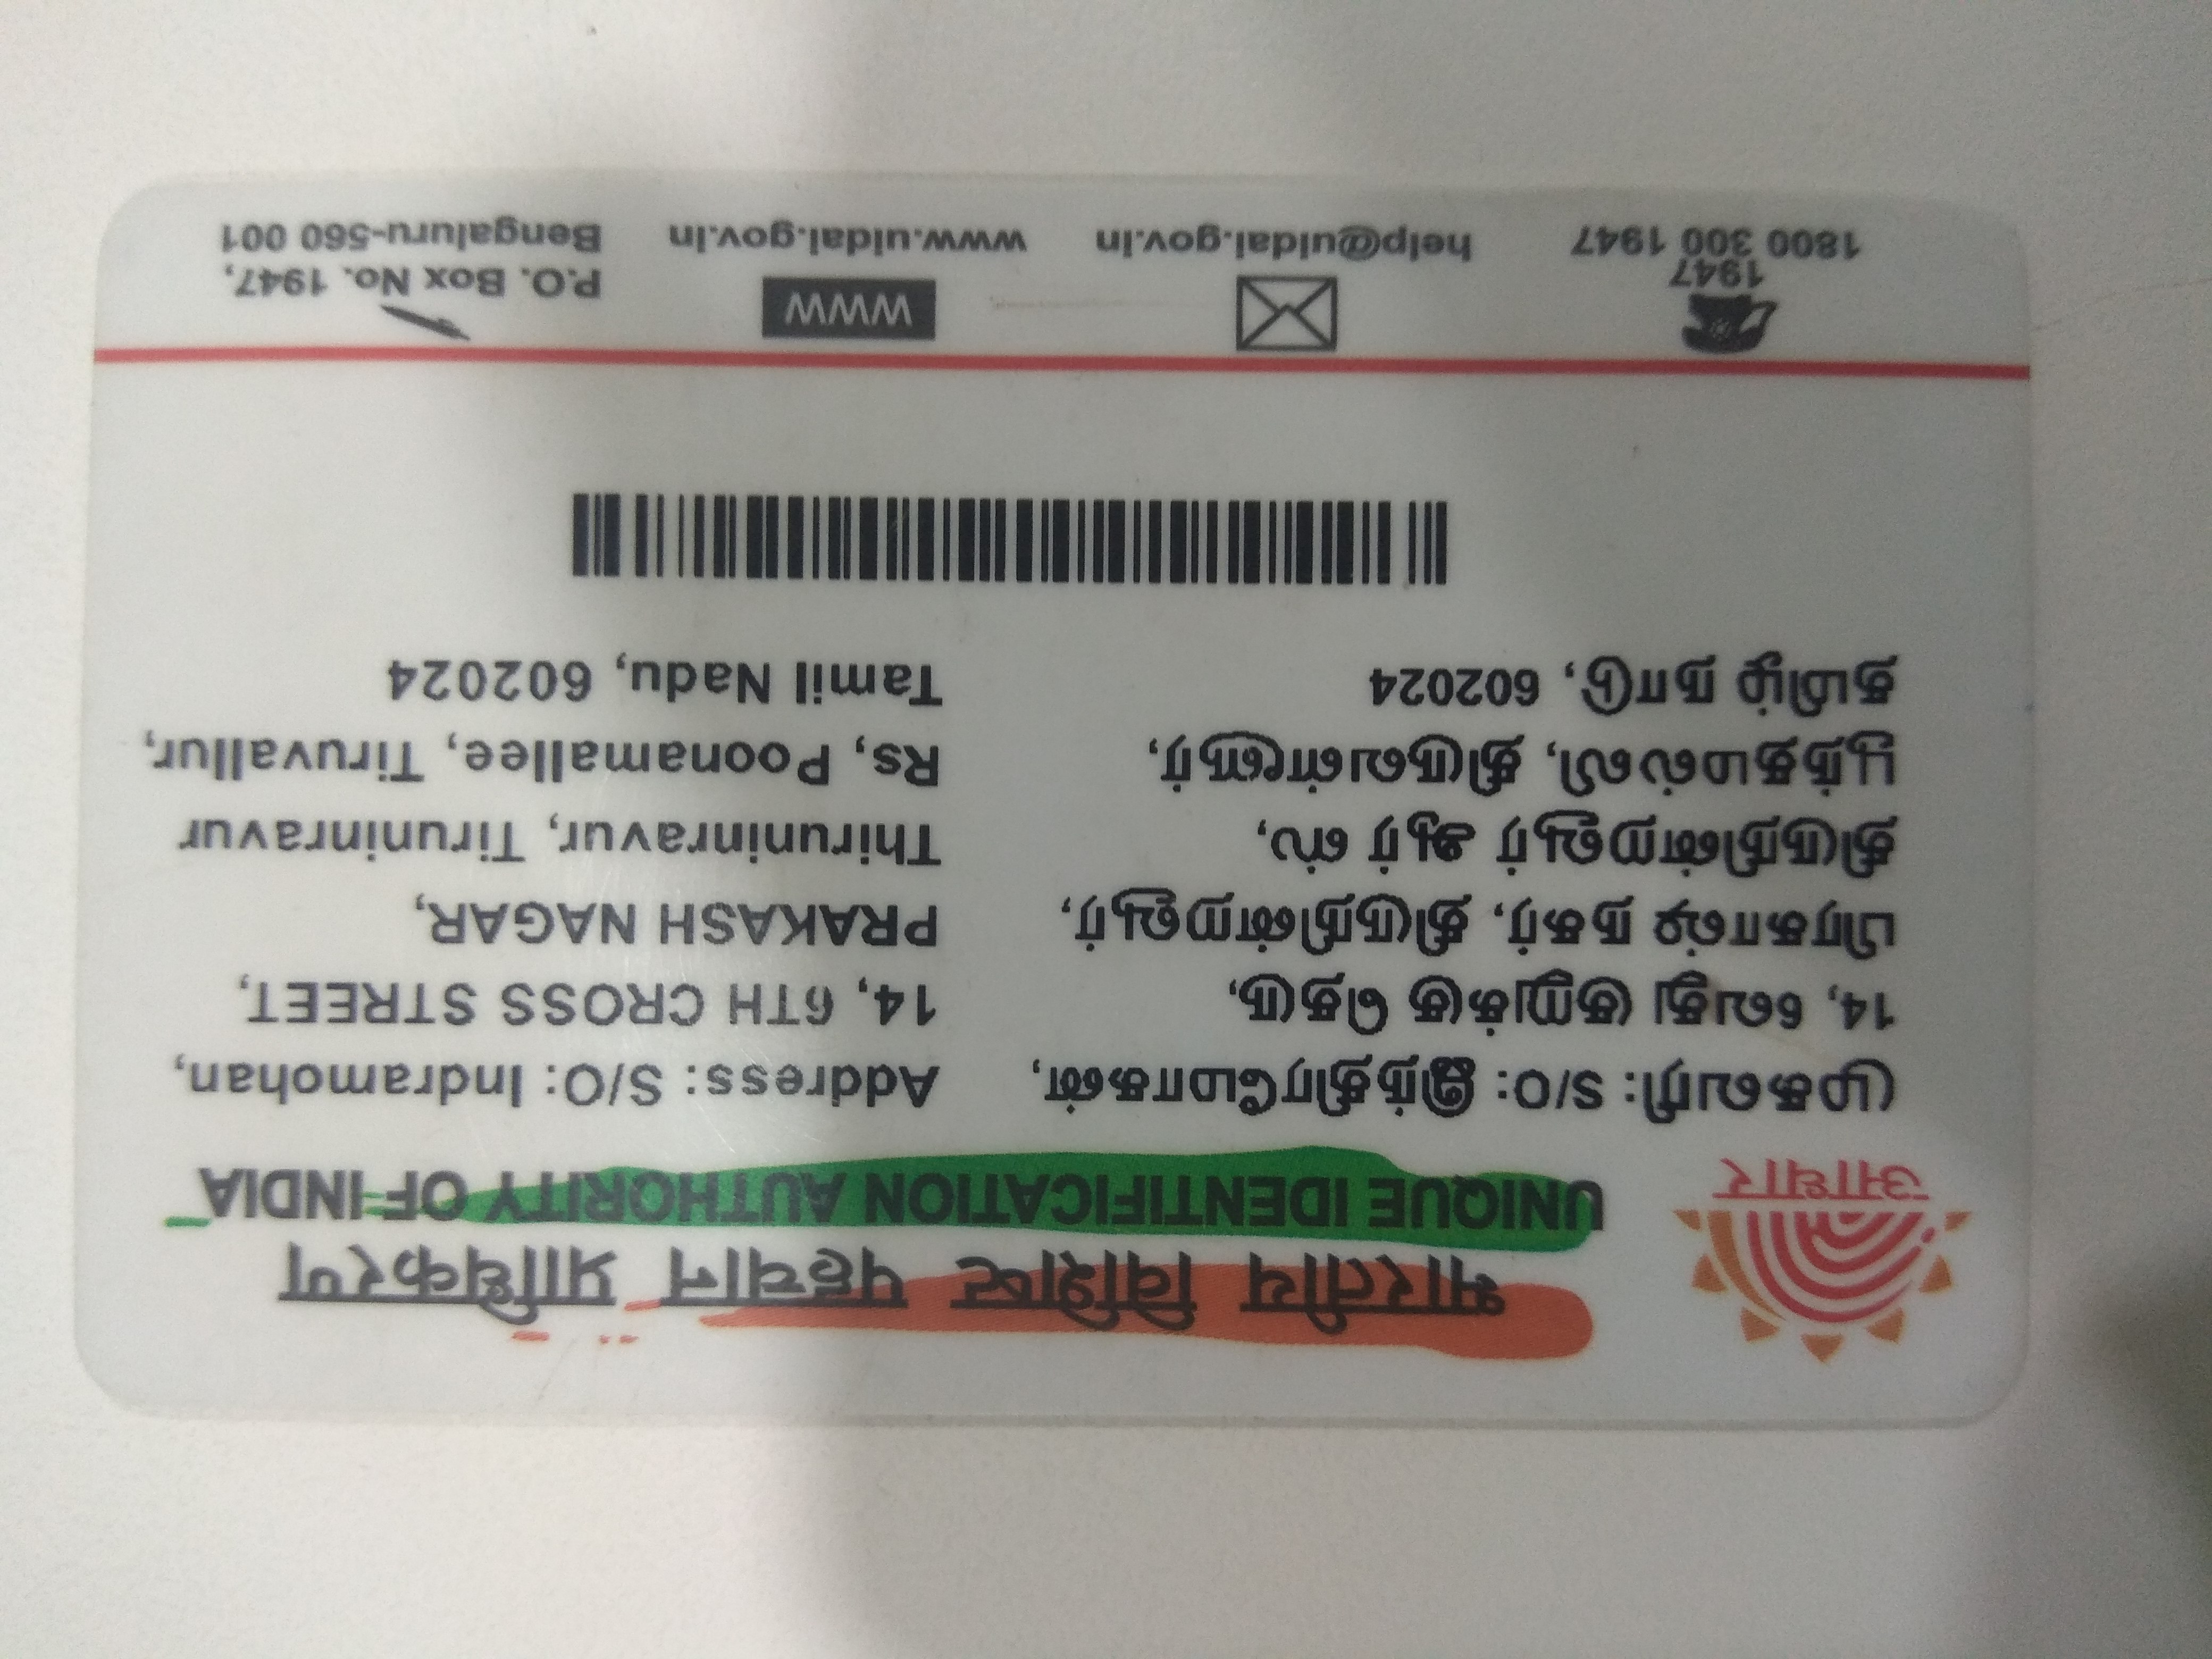 भारतीय विशिष्ट पहचान प्राधिकरण
UNIQUE IDENTIFICATION AUTHORITY OF INDIA
आधार
முகவரி: S/O: இந்திரமோகன்,
14, 6வது குறுக்கு தெரு,
பிரகாஷ் நகர், திருநின்றவூர்,
திருநின்றவூர் ஆர் எஸ்,
பூந்தமல்லி, திருவள்ளூர்,
தமிழ் நாடு, 602024
Address: S/O: Indramohan,
14, 6TH CROSS STREET,
PRAKASH NAGAR,
Thiruninravur, Tiruninravur
Rs, Poonamallee, Tiruvallur,
Tamil Nadu, 602024
1947
1800 300 1947
help@uidai.gov.in
WWW
www.uidai.gov.in
P.O. Box No. 1947,
Bengaluru-560 001